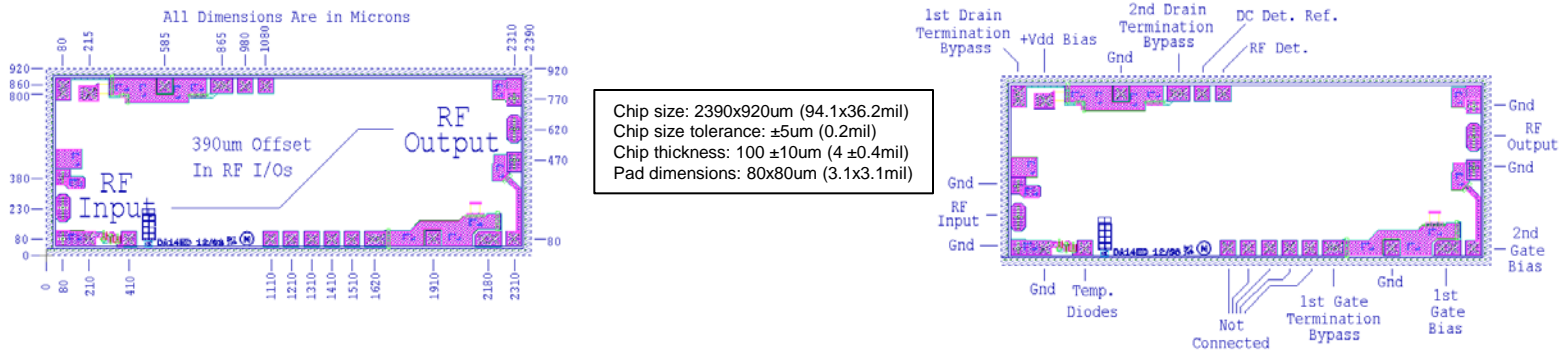 All Dimensions Are in Microns
80
215
585
865
980
1080
2310
2390
920
860
800
380
230
80
0
920
770
620
470
80
0
80
210
410
1110
1210
1310
1410
1510
1620
1910
2180
2310
390um Offset
In RF I/Os
RF
Output
RF
Input
Chip size: 2390x920um (94.1x36.2mil)
Chip size tolerance: ±5um (0.2mil)
Chip thickness: 100 ±10um (4 ±0.4mil)
Pad dimensions: 80x80um (3.1x3.1mil)
1st Drain
Termination
Bypass
+Vdd Bias
Gnd
2nd Drain
Termination
Bypass
DC Det. Ref.
RF Det.
Gnd
RF
Output
Gnd
Gnd
RF
Input
Gnd
2nd
Gate
Bias
Gnd
Temp.
Diodes
Not
Connected
1st Gate
Termination
Bypass
Gnd
1st
Gate
Bias